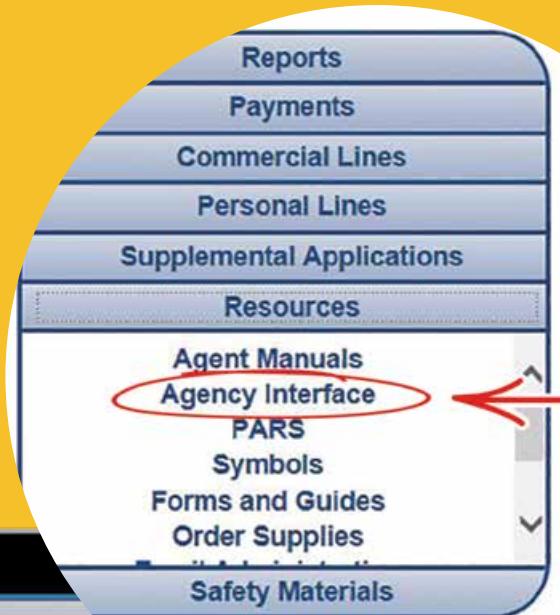 Reports
Payments
Commercial Lines
Personal Lines
Supplemental Applications
Resources
Agent Manuals
Agency Interface
PARS
Symbols
Forms and Guides
Order Supplies
Safety Materials